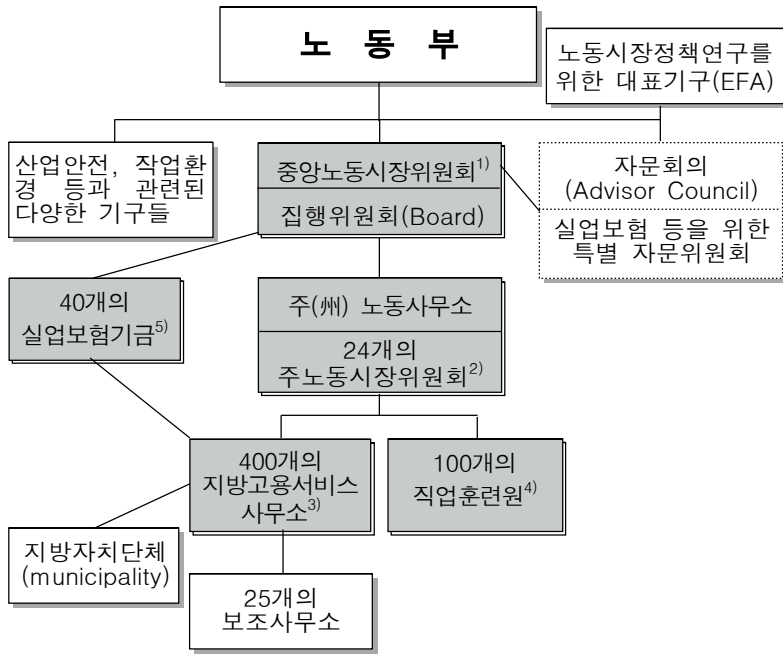 노 동 부
노동시장정책연구를
위한 대표기구(EFA)
산업안전, 작업환
경 등과 관련된
다양한 기구들
중앙노동시장위원회1)
집행위원회(Board)
자문회의
(Advisor Council)
실업보험 등을 위한
특별 자문위원회
40개의
실업보험기금5)
주(州) 노동사무소
24개의
주노동시장위원회2)
400개의
지방고용서비스
사무소3)
100개의
직업훈련원4)
지방자치단체
(municipality)
25개의
보조사무소